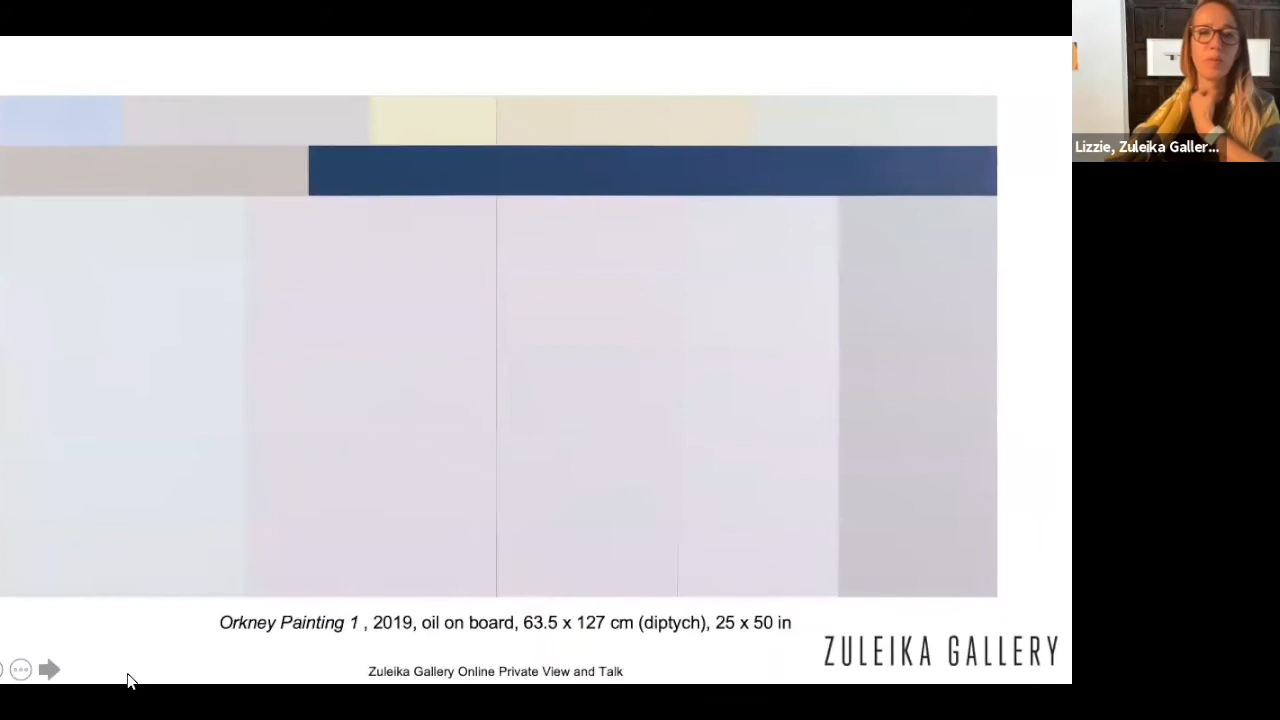 Lizzie, Zuleika Galler...
Orkney Painting 1 , 2019, oil on board, 63.5 x 127 cm (diptych), 25 x 50 in
ZULEIKA GALLERY
Zuleika Gallery Online Private View and Talk